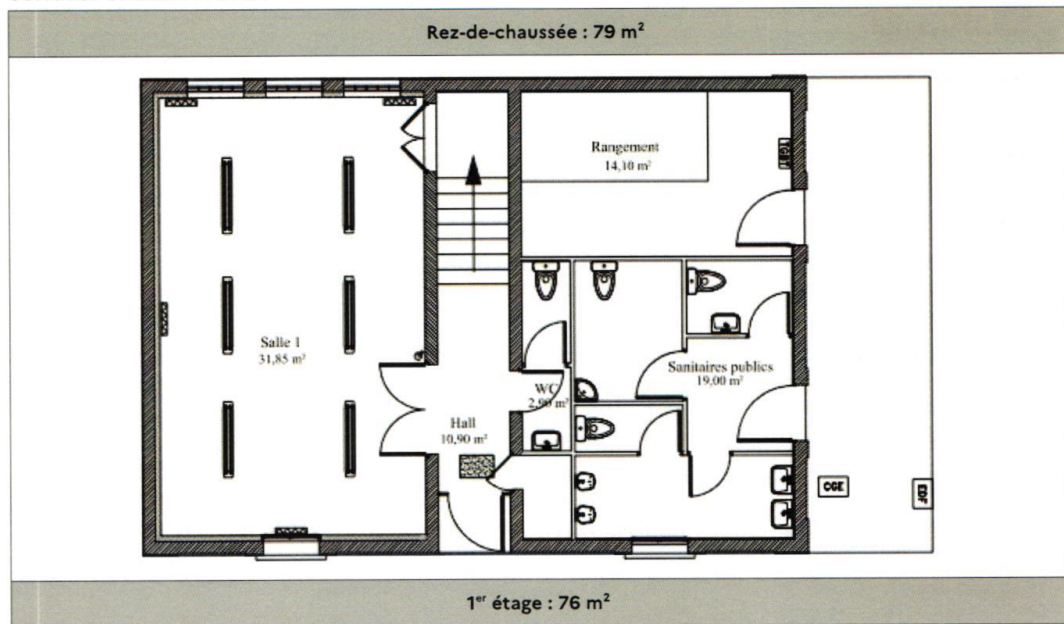 Rez-de-chaussée : 79 m²
Rangement
14,10 m²
Salle 1
31,85 m²
Sanitaires publics
19,00 m²
WC
2,90 m²
Hall
10,90 m²
CGE
EDF
1er étage : 76 m²